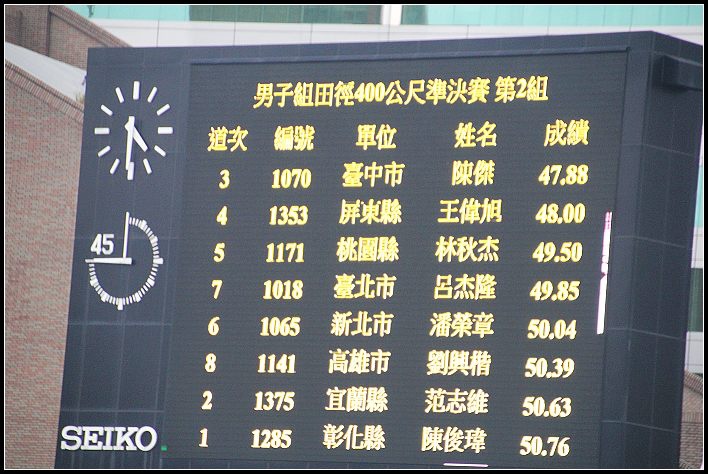 男子組田徑400公尺準決賽 第2組
道次 編號 單位 姓名 成績
3 1070 臺中市 陳傑 47.88
4 1353 屏東縣 王偉旭 48.00
5 1171 桃園縣 林秋杰 49.50
7 1018 臺北市 呂杰隆 49.85
6 1065 新北市 潘榮章 50.04
8 1141 高雄市 劉興楷 50.39
2 1375 宜蘭縣 范志維 50.63
1 1285 彰化縣 陳俊瑋 50.76
45
SEIKO